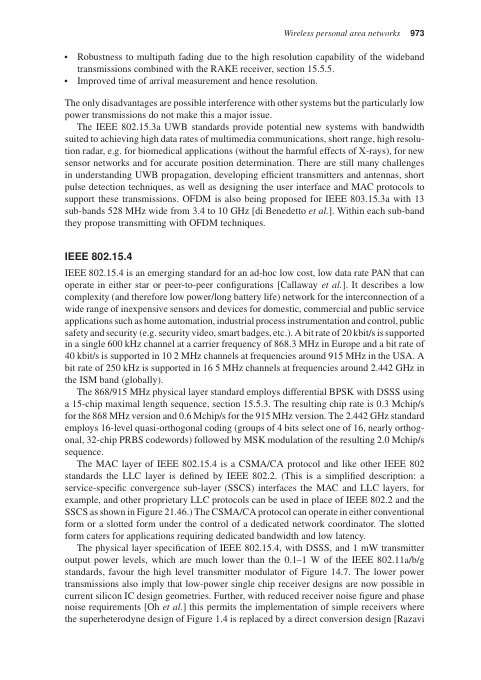 Wireless personal area networks 973
• Robustness to multipath fading due to the high resolution capability of the wideband
transmissions combined with the RAKE receiver, section 15.5.5.
• Improved time of arrival measurement and hence resolution.
The only disadvantages are possible interference with other systems but the particularly low
power transmissions do not make this a major issue.
The IEEE 802.15.3a UWB standards provide potential new systems with bandwidth
suited to achieving high data rates of multimedia communications, short range, high resolu-
tion radar, e.g. for biomedical applications (without the harmful effects of X-rays), for new
sensor networks and for accurate position determination. There are still many challenges
in understanding UWB propagation, developing efficient transmitters and antennas, short
pulse detection techniques, as well as designing the user interface and MAC protocols to
support these transmissions. OFDM is also being proposed for IEEE 803.15.3a with 13
sub-bands 528 MHz wide from 3.4 to 10 GHz [di Benedetto et al.]. Within each sub-band
they propose transmitting with OFDM techniques.
IEEE 802.15.4
IEEE 802.15.4 is an emerging standard for an ad-hoc low cost, low data rate PAN that can
operate in either star or peer-to-peer configurations [Callaway et al.]. It describes a low
complexity (and therefore low power/long battery life) network for the interconnection of a
wide range of inexpensive sensors and devices for domestic, commercial and public service
applications such as home automation, industrial process instrumentation and control, public
safety and security (e.g. security video, smart badges, etc.). A bit rate of 20 kbit/s is supported
in a single 600 kHz channel at a carrier frequency of 868.3 MHz in Europe and a bit rate of
40 kbit/s is supported in 10 2 MHz channels at frequencies around 915 MHz in the USA. A
bit rate of 250 kHz is supported in 16 5 MHz channels at frequencies around 2.442 GHz in
the ISM band (globally).
The 868/915 MHz physical layer standard employs differential BPSK with DSSS using
a 15-chip maximal length sequence, section 15.5.3. The resulting chip rate is 0.3 Mchip/s
for the 868 MHz version and 0.6 Mchip/s for the 915 MHz version. The 2.442 GHz standard
employs 16-level quasi-orthogonal coding (groups of 4 bits select one of 16, nearly orthog-
onal, 32-chip PRBS codewords) followed by MSK modulation of the resulting 2.0 Mchip/s
sequence.
The MAC layer of IEEE 802.15.4 is a CSMA/CA protocol and like other IEEE 802
standards the LLC layer is defined by IEEE 802.2. (This is a simplified description: a
service-specific convergence sub-layer (SSCS) interfaces the MAC and LLC layers, for
example, and other proprietary LLC protocols can be used in place of IEEE 802.2 and the
SSCS as shown in Figure 21.46.) The CSMA/CA protocol can operate in either conventional
form or a slotted form under the control of a dedicated network coordinator. The slotted
form caters for applications requiring dedicated bandwidth and low latency.
The physical layer specification of IEEE 802.15.4, with DSSS, and 1 mW transmitter
output power levels, which are much lower than the 0.1–1 W of the IEEE 802.11a/b/g
standards, favour the high level transmitter modulator of Figure 14.7. The lower power
transmissions also imply that low-power single chip receiver designs are now possible in
current silicon IC design geometries. Further, with reduced receiver noise figure and phase
noise requirements [Oh et al.] this permits the implementation of simple receivers where
the superheterodyne design of Figure 1.4 is replaced by a direct conversion design [Razavi